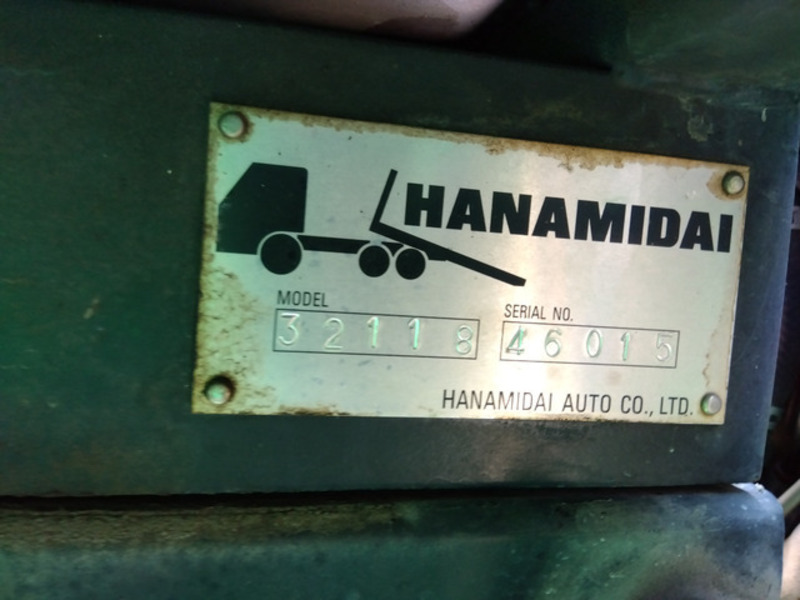 HANAMIDAI
MODEL
32118
SERIAL NO.
46015
HANAMIDAI AUTO CO., LTD.